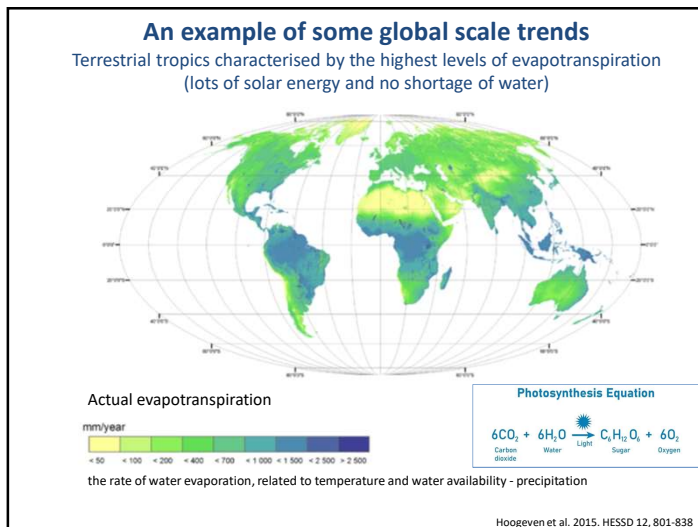 An example of some global scale trends
Terrestrial tropics characterised by the highest levels of evapotranspiration
(lots of solar energy and no shortage of water)
Actual evapotranspiration
mm/year
< 50 < 100 < 200 < 400 < 700 < 1 000 < 1 500 < 2 500 > 2 500
the rate of water evaporation, related to temperature and water availability - precipitation
Photosynthesis Equation
6CO₂ + 6H₂O → C₆H₁₂O₆ + 6O₂
Carbon dioxide Water Light Sugar Oxygen
Hoogeven et al. 2015. HESSD 12, 801-838